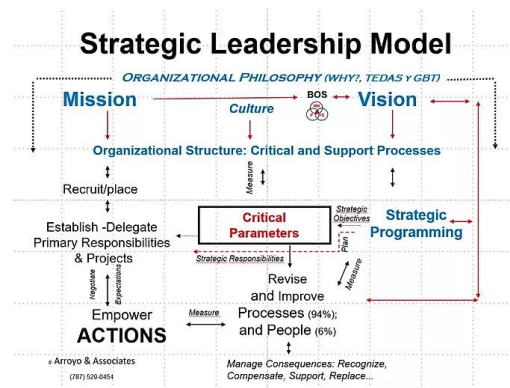 Strategic Leadership Model
ORGANIZATIONAL PHILOSOPHY (WHY?, TEDAS Y GBT)
Mission
Culture
BOS
Vision
Organizational Structure: Critical and Support Processes
Measure
Recruit/place
Establish -Delegate
Primary Responsibilities
& Projects
Critical
Parameters
Strategic
Objectives
Strategic
Programming
Plan
Strategic Responsibilities
Measure
Negotiate
Expectations
Revise
and Improve
Processes (94%);
and People (6%)
Empower
ACTIONS
Measure
© Arroyo & Associates
(787) 529-0454
Manage Consequences: Recognize,
Compensate, Support, Replace...